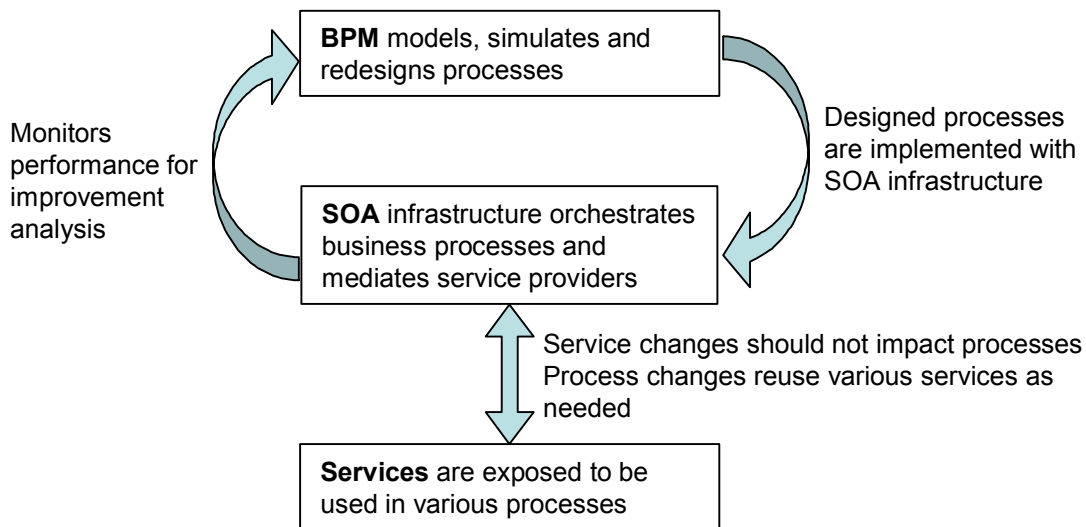 BPM models, simulates and
redesigns processes
Monitors
performance for
improvement
analysis
Designed processes
are implemented with
SOA infrastructure
SOA infrastructure orchestrates
business processes and
mediates service providers
Service changes should not impact processes
Process changes reuse various services as
needed
Services are exposed to be
used in various processes